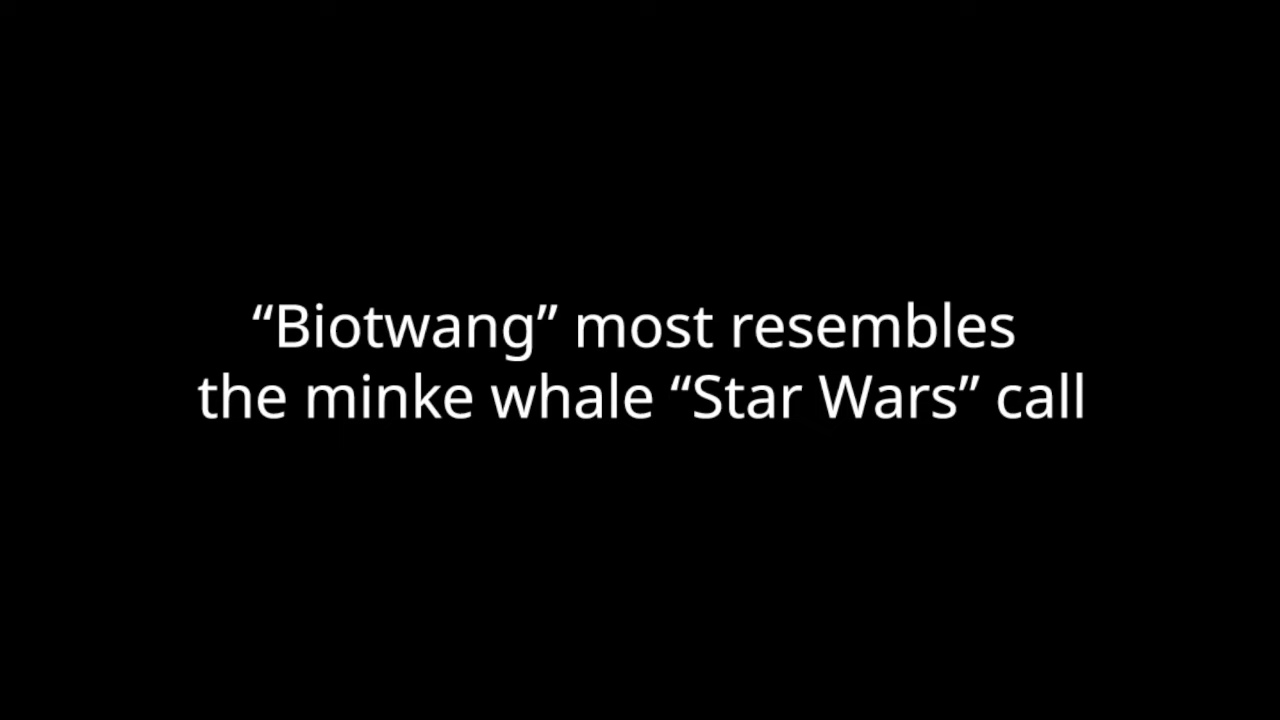 “Biotwang” most resembles
the minke whale “Star Wars” call